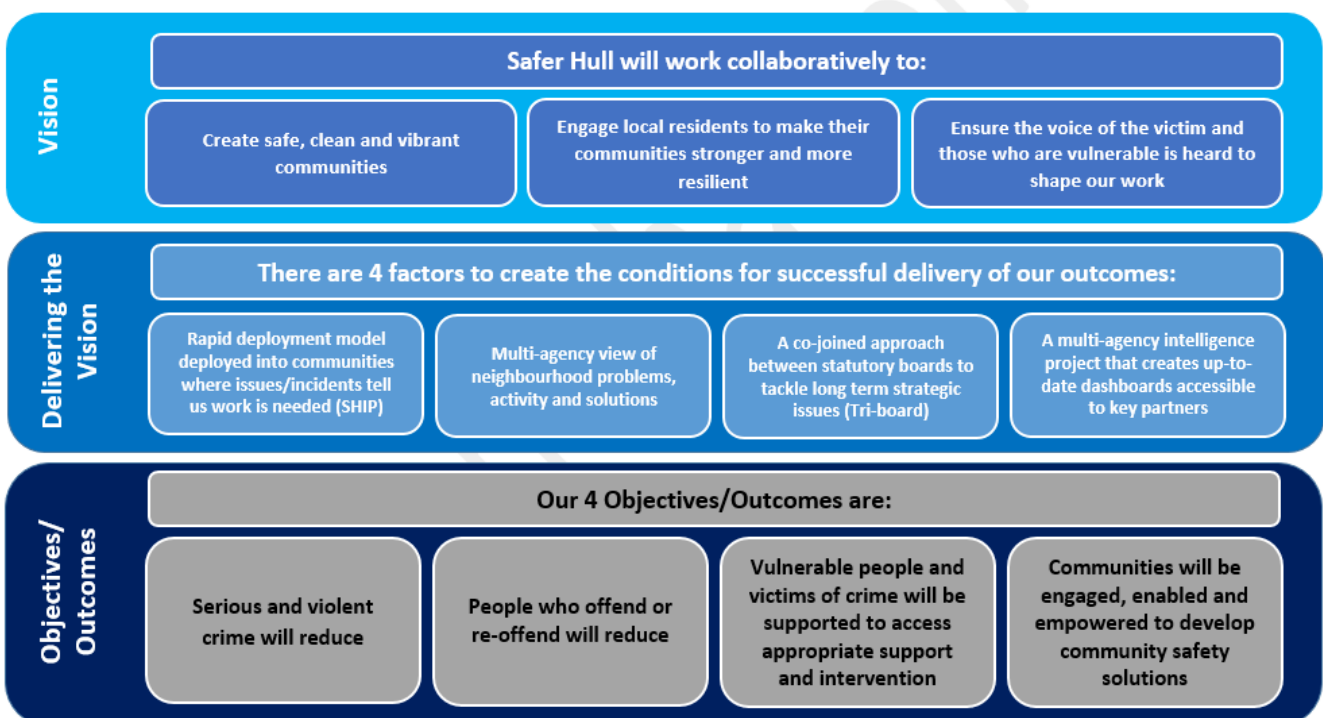 Vision
Safer Hull will work collaboratively to:
Create safe, clean and vibrant
communities
Engage local residents to make their
communities stronger and more
resilient
Ensure the voice of the victim and
those who are vulnerable is heard to
shape our work
Delivering the
Vision
There are 4 factors to create the conditions for successful delivery of our outcomes:
Rapid deployment model
deployed into communities
where issues/incidents tell
us work is needed (SHIP)
Multi-agency view of
neighbourhood problems,
activity and solutions
A co-joined approach
between statutory boards to
tackle long term strategic
issues (Tri-board)
A multi-agency intelligence
project that creates up-to-
date dashboards accessible
to key partners
Objectives/
Outcomes
Our 4 Objectives/Outcomes are:
Serious and violent
crime will reduce
People who offend or
re-offend will reduce
Vulnerable people and
victims of crime will be
supported to access
appropriate support
and intervention
Communities will be
engaged, enabled and
empowered to develop
community safety
solutions